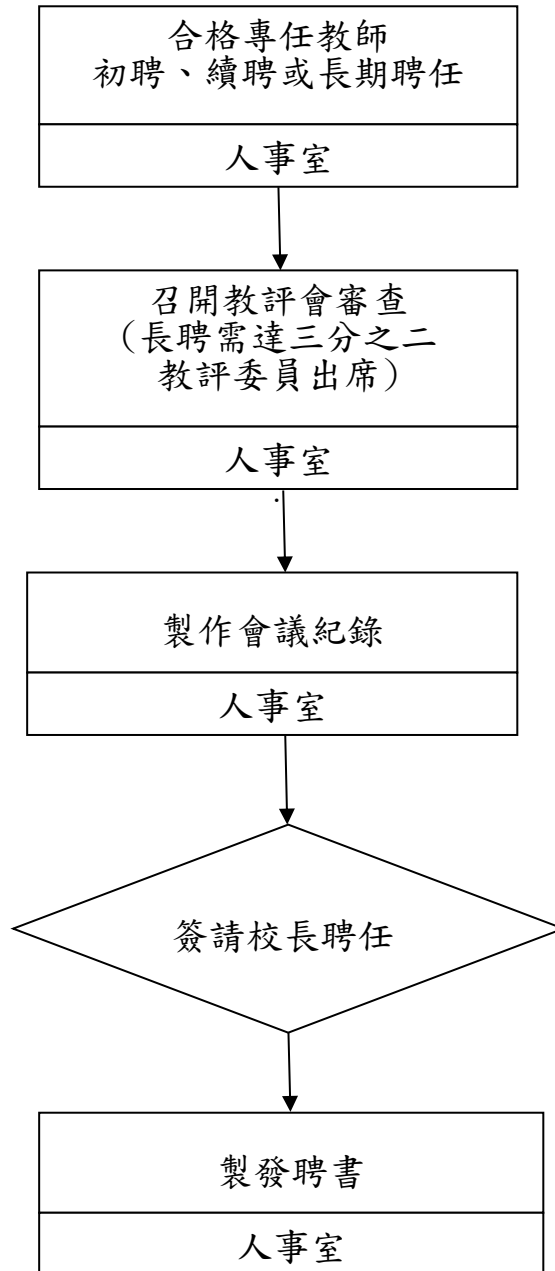 合格專任教師
初聘、續聘或長期聘任
人事室
召開教評會審查
（長聘需達三分之二
教評委員出席）
人事室
.
製作會議紀錄
人事室
簽請校長聘任
製發聘書
人事室